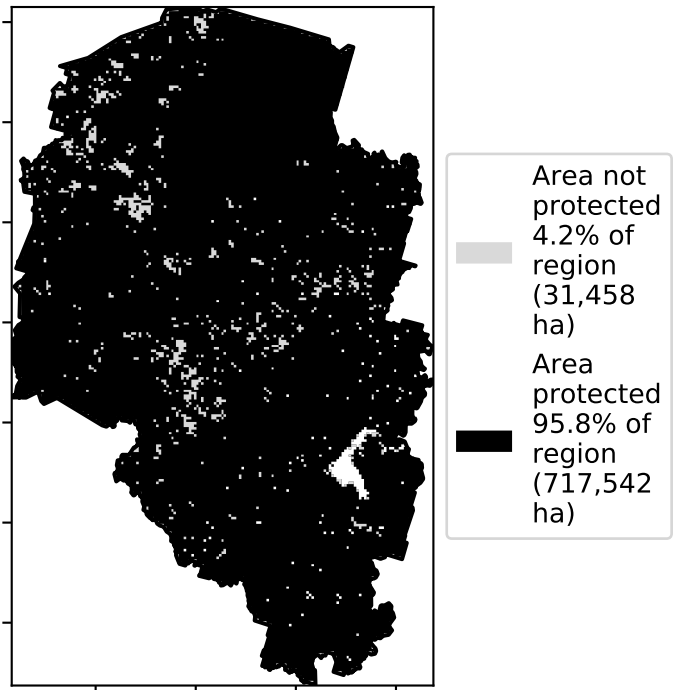 Area not
protected
4.2% of
region
(31,458
ha)
Area
protected
95.8% of
region
(717,542
ha)